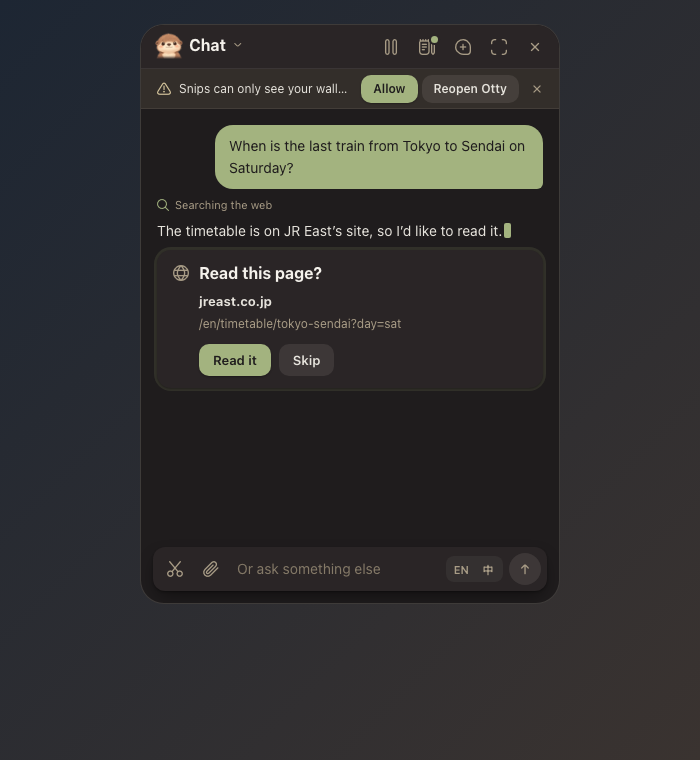 Chat
Snips can only see your wall...
Allow
Reopen Otty
When is the last train from Tokyo to Sendai on
Saturday?
Searching the web
The timetable is on JR East’s site, so I’d like to read it.
Read this page?
jreast.co.jp
/en/timetable/tokyo-sendai?day=sat
Read it
Skip
Or ask something else
EN
中